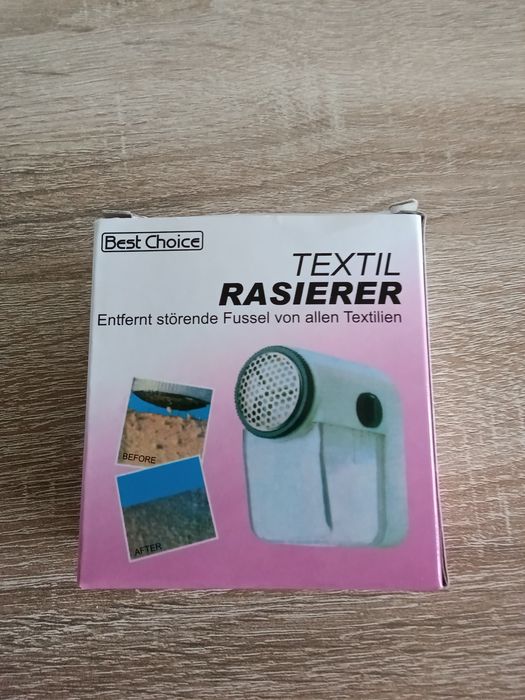 Best Choice
TEXTIL
RASIERER
Entfernt störende Fussel von allen Textilien
BEFORE
AFTER